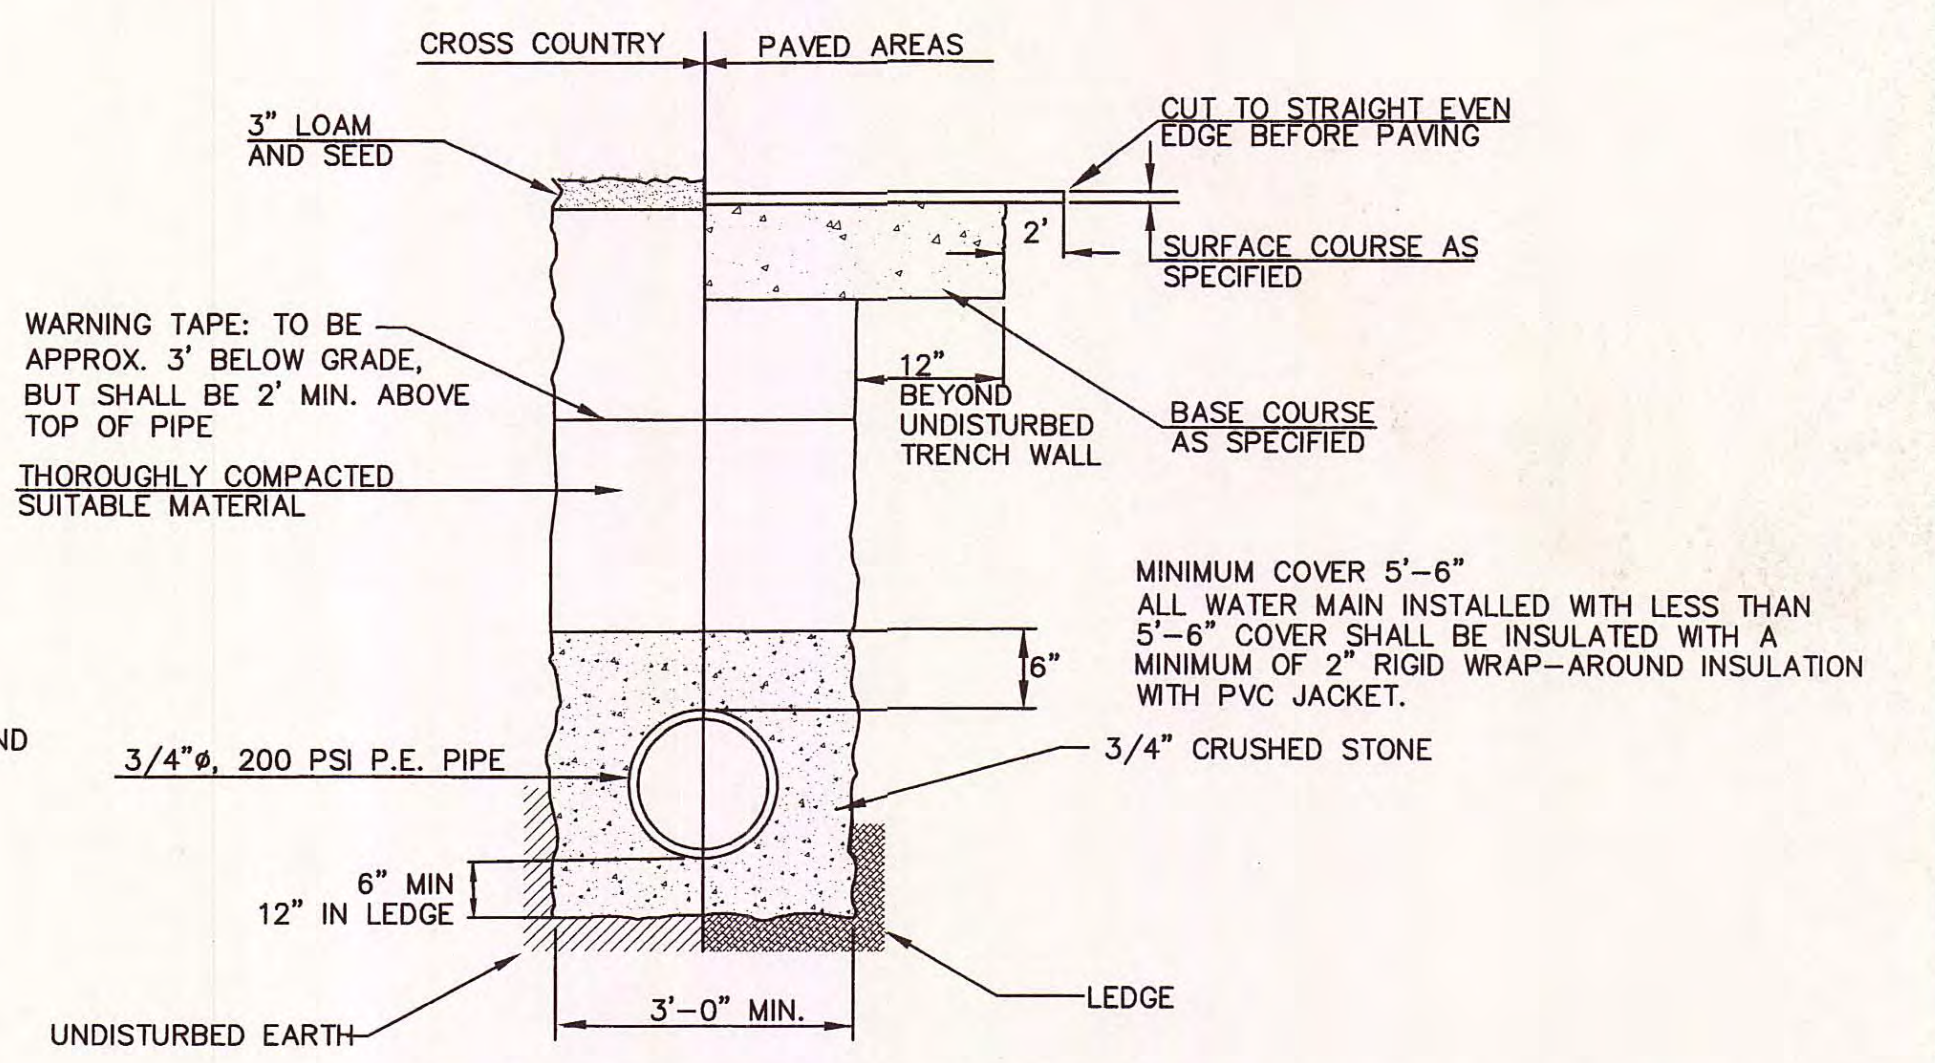 CROSS COUNTRY
PAVED AREAS
3" LOAM
AND SEED
CUT TO STRAIGHT EVEN
EDGE BEFORE PAVING
2'
SURFACE COURSE AS
SPECIFIED
WARNING TAPE: TO BE
APPROX. 3' BELOW GRADE,
BUT SHALL BE 2' MIN. ABOVE
TOP OF PIPE
12"
BEYOND
UNDISTURBED
TRENCH WALL
BASE COURSE
AS SPECIFIED
THOROUGHLY COMPACTED
SUITABLE MATERIAL
MINIMUM COVER 5'-6"
ALL WATER MAIN INSTALLED WITH LESS THAN
5'-6" COVER SHALL BE INSULATED WITH A
MINIMUM OF 2" RIGID WRAP-AROUND INSULATION
WITH PVC JACKET.
6"
3/4" CRUSHED STONE
ND
3/4"ø, 200 PSI P.E. PIPE
6" MIN
12" IN LEDGE
3'-0" MIN.
LEDGE
UNDISTURBED EARTH